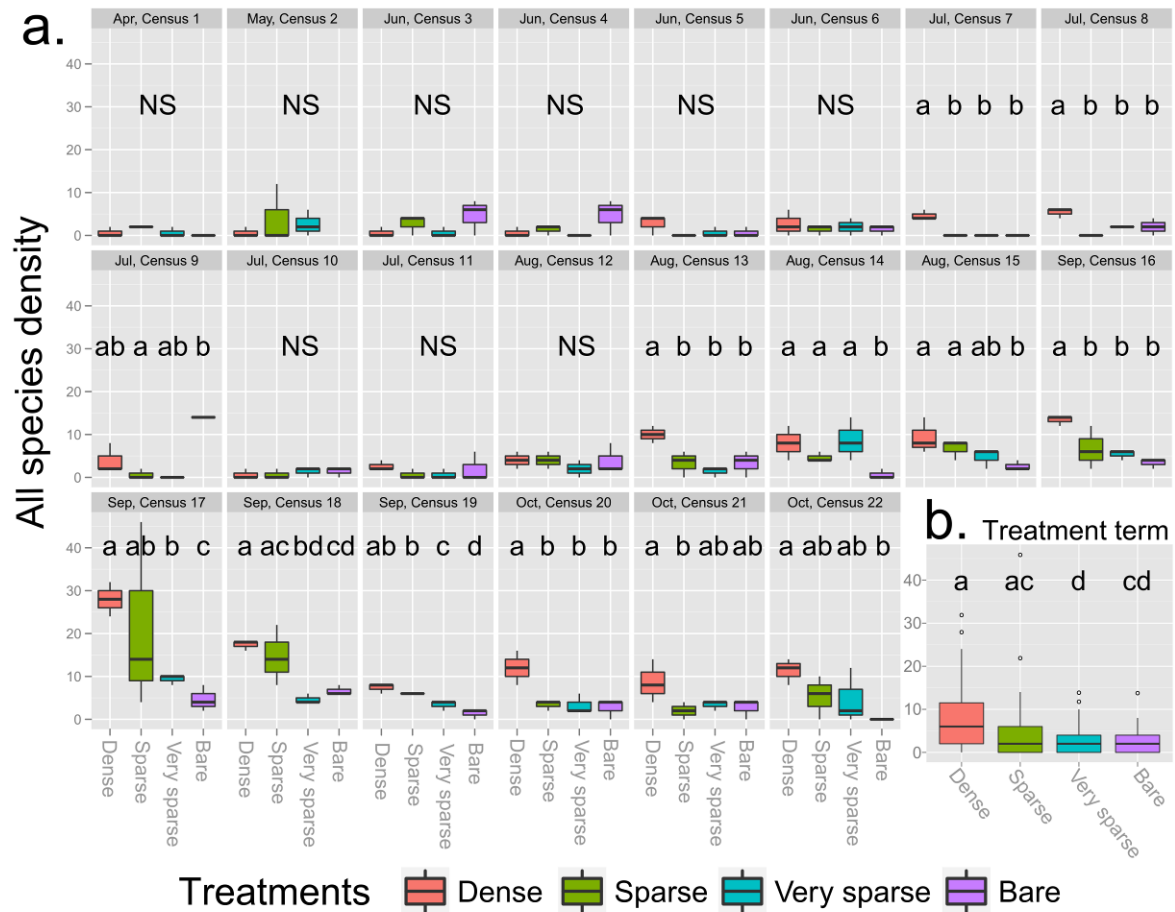 a.
Apr, Census 1 May, Census 2 Jun, Census 3 Jun, Census 4 Jun, Census 5 Jun, Census 6 Jul, Census 7 Jul, Census 8
40
30
20
10
0
NS NS NS NS NS NS a b b b a b b b
Jul, Census 9 Jul, Census 10 Jul, Census 11 Aug, Census 12 Aug, Census 13 Aug, Census 14 Aug, Census 15 Sep, Census 16
40
30
20
10
0
ab a ab b NS NS NS a b b b a a a b a a ab b a b b b
Sep, Census 17 Sep, Census 18 Sep, Census 19 Oct, Census 20 Oct, Census 21 Oct, Census 22
40
30
20
10
0
a ab b c a ac bd cd ab b c d a b b b a b ab ab a ab ab b
Dense Sparse Very sparse Bare Dense Sparse Very sparse Bare Dense Sparse Very sparse Bare Dense Sparse Very sparse Bare Dense Sparse Very sparse Bare Dense Sparse Very sparse Bare
All species density
b. Treatment term
40
30
20
10
0
a ac d cd
Dense Sparse Very sparse Bare
Treatments Dense Sparse Very sparse Bare